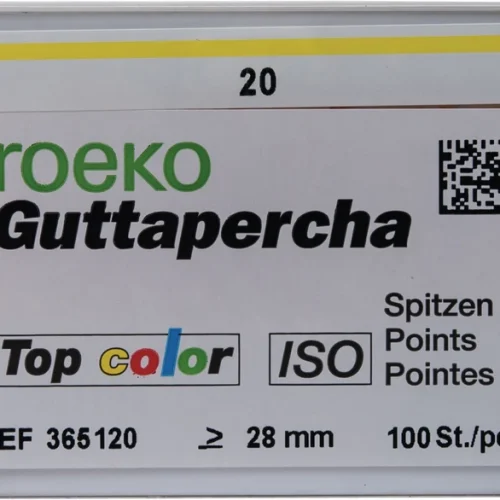 20
roeko
Guttapercha
Spitzen
Top color ISO Points
Pointes
EF 365120 ≥ 28 mm 100 St./pc